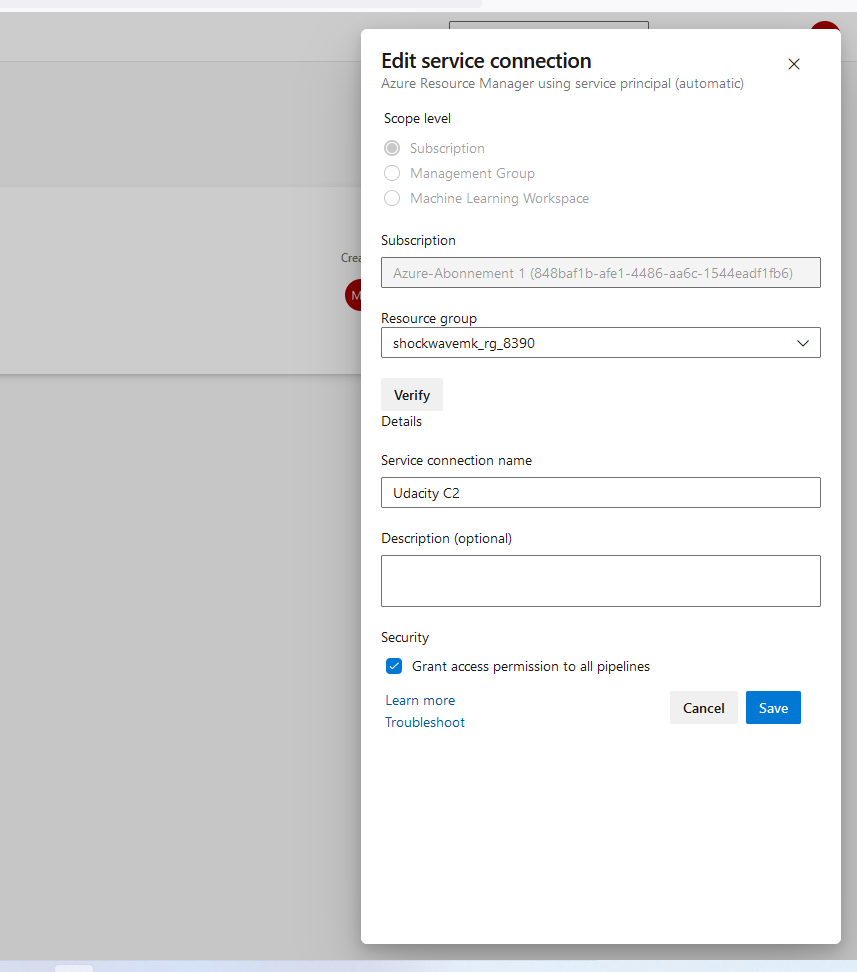 Edit service connection
Azure Resource Manager using service principal (automatic)
Scope level
Subscription
Management Group
Machine Learning Workspace
Subscription
Azure-Abonnement 1 (848baf1b-afe1-4486-aa6c-1544eadf1fb6)
Resource group
shockwavemk_rg_8390
Verify
Details
Service connection name
Udacity C2
Description (optional)
Security
Grant access permission to all pipelines
Learn more
Cancel
Save
Troubleshoot
Crea
M